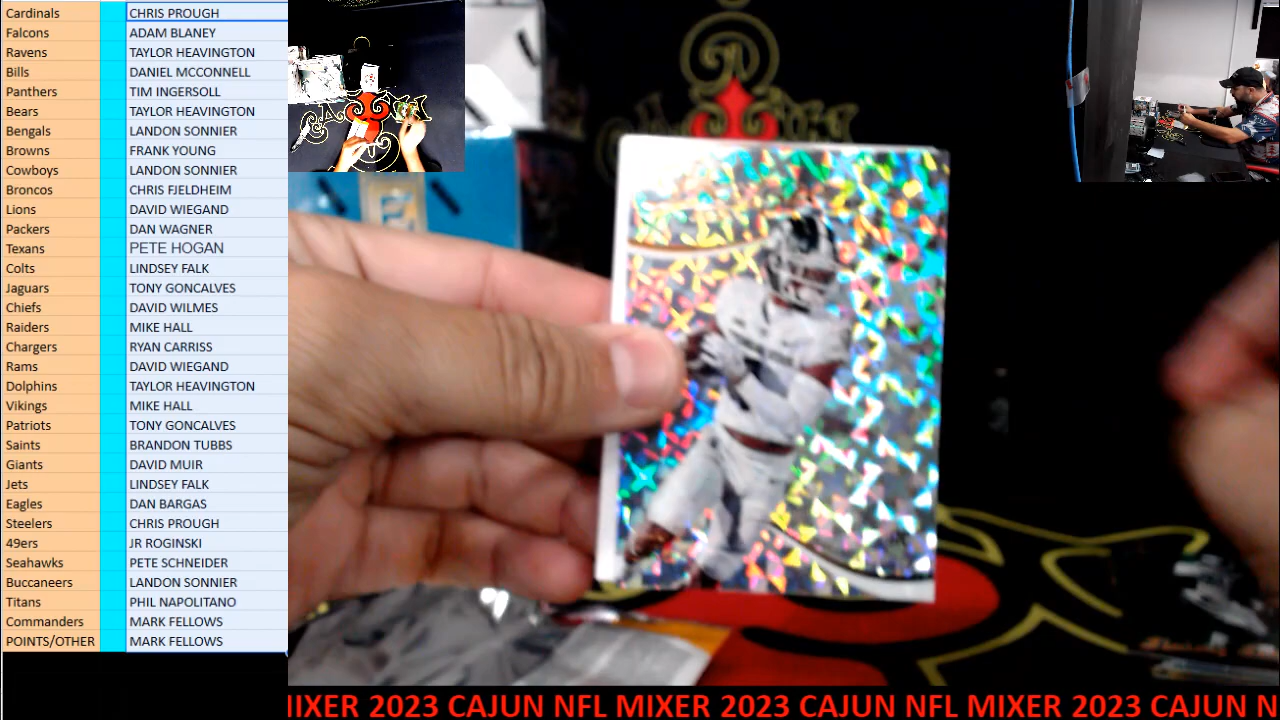 Cardinals CHRIS PROUGH
Falcons ADAM BLANEY
Ravens TAYLOR HEAVINGTON
Bills DANIEL MCCONNELL
Panthers TIM INGERSOLL
Bears TAYLOR HEAVINGTON
Bengals LANDON SONNIER
Browns FRANK YOUNG
Cowboys LANDON SONNIER
Broncos CHRIS FJELDHEIM
Lions DAVID WIEGAND
Packers DAN WAGNER
Texans PETE HOGAN
Colts LINDSEY FALK
Jaguars TONY GONCALVES
Chiefs DAVID WILMES
Raiders MIKE HALL
Chargers RYAN CARRISS
Rams DAVID WIEGAND
Dolphins TAYLOR HEAVINGTON
Vikings MIKE HALL
Patriots TONY GONCALVES
Saints BRANDON TUBBS
Giants DAVID MUIR
Jets LINDSEY FALK
Eagles DAN BARGAS
Steelers CHRIS PROUGH
49ers JR ROGINSKI
Seahawks PETE SCHNEIDER
Buccaneers LANDON SONNIER
Titans PHIL NAPOLITANO
Commanders MARK FELLOWS
POINTS/OTHER MARK FELLOWS
IIXER 2023 CAJUN NFL MIXER 2023 CAJUN NFL MIXER 2023 CAJUN N